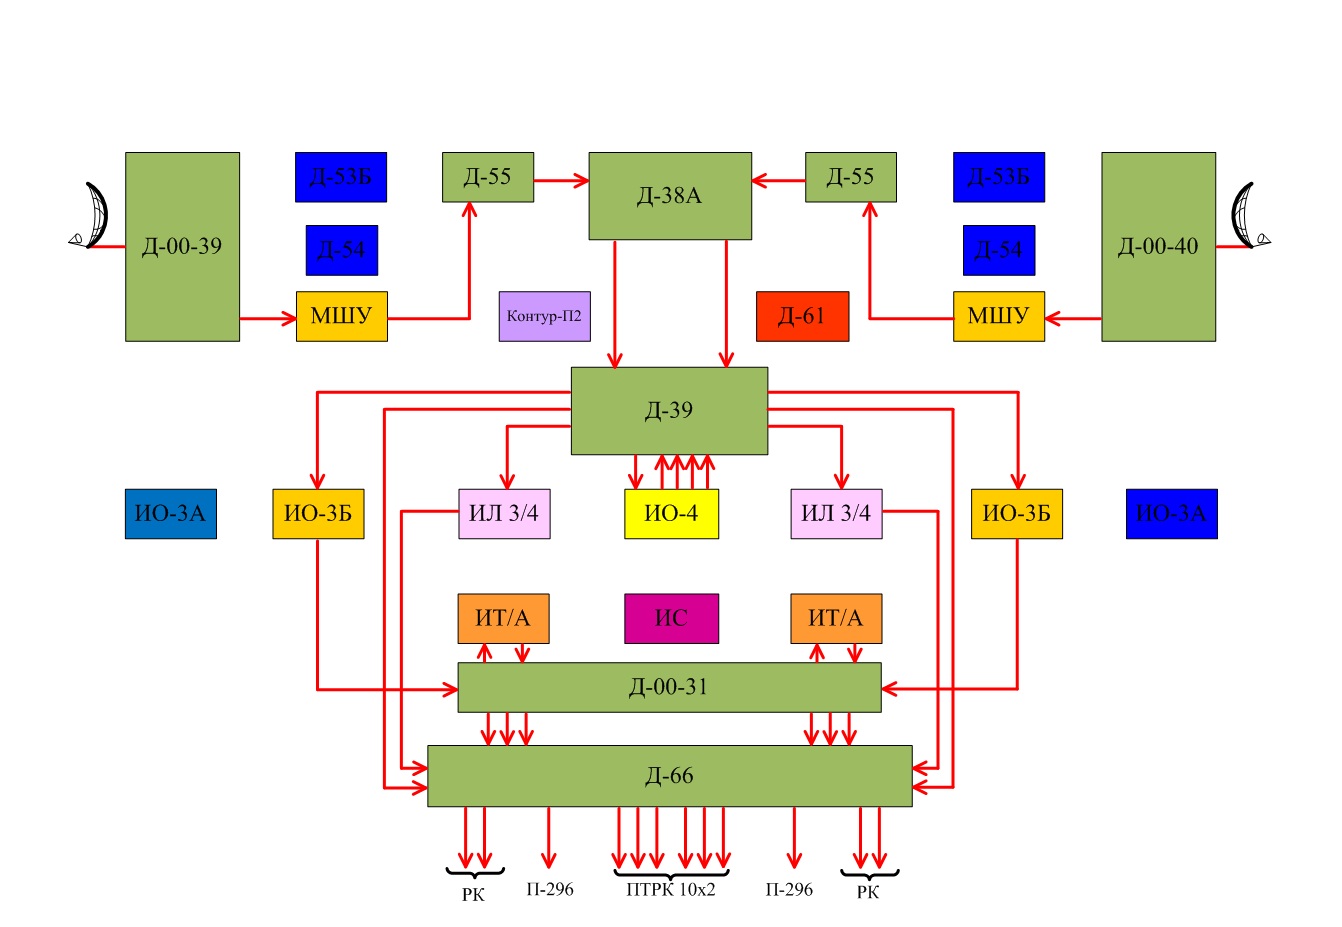 Д-53Б
Д-55
Д-38А
Д-55
Д-53Б
Д-00-39
Д-54
Д-54
Д-00-40
МШУ
Контур-П2
Д-61
МШУ
Д-39
ИО-3А
ИО-3Б
ИЛ 3/4
ИО-4
ИЛ 3/4
ИО-3Б
ИО-3А
ИТ/А
ИС
ИТ/А
Д-00-31
Д-66
РК
П-296
ПТРК 10х2
П-296
РК